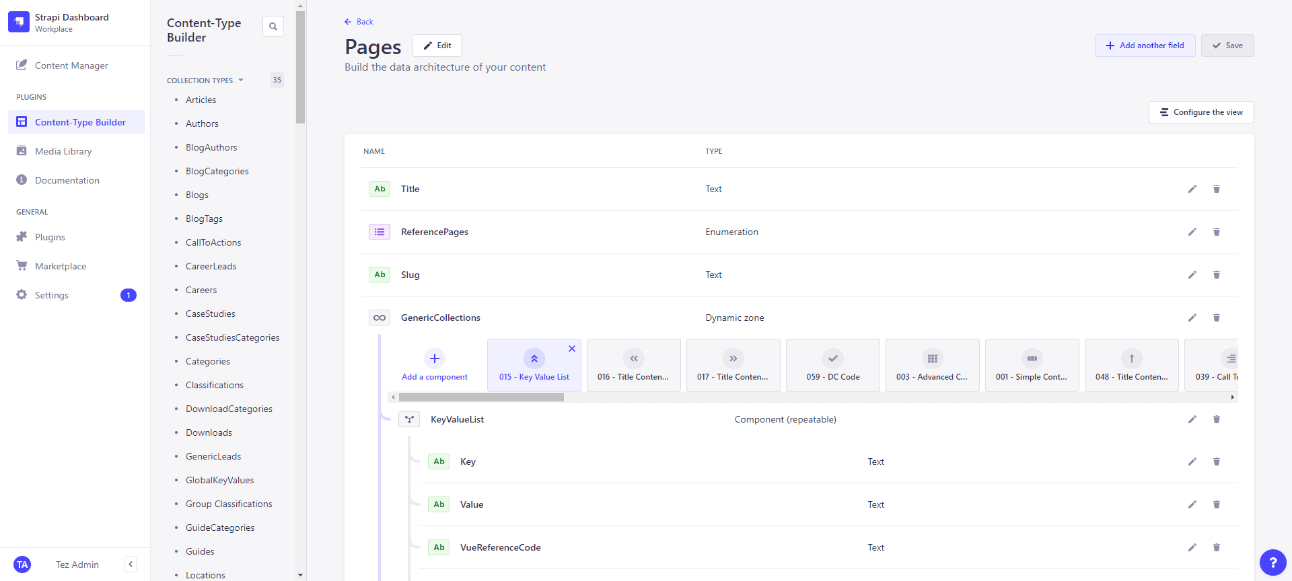 Strapi Dashboard
Workplace
Content Manager
PLUGINS
Content-Type Builder
Media Library
Documentation
GENERAL
Plugins
Marketplace
Settings 1
TA Tez Admin
Content-Type
Builder
COLLECTION TYPES 35
Articles
Authors
BlogAuthors
BlogCategories
Blogs
BlogTags
CallToActions
CareerLeads
Careers
CaseStudies
CaseStudiesCategories
Categories
Classifications
DownloadCategories
Downloads
GenericLeads
GlobalKeyValues
Group Classifications
GuideCategories
Guides
Locations
Back
Pages Edit Add another field Save
Build the data architecture of your content
Configure the view
NAME TYPE
Ab Title Text
ReferencePages Enumeration
Ab Slug Text
GenericCollections Dynamic zone
Add a component 015 - Key Value List 016 - Title Conten... 017 - Title Conten... 059 - DC Code 003 - Advanced C... 001 - Simple Cont... 048 - Title Conten... 039 - Call
KeyValueList Component (repeatable)
Ab Key Text
Ab Value Text
Ab VueReferenceCode Text
?